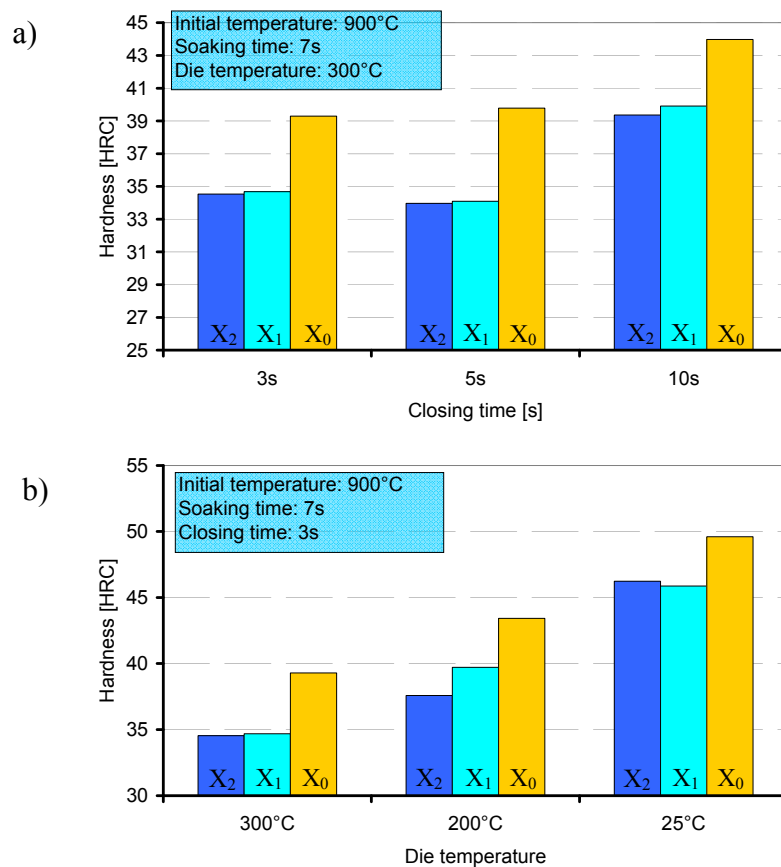 a)
Initial temperature: 900°C
Soaking time: 7s
Die temperature: 300°C
Hardness [HRC]
45
43
41
39
37
35
33
31
29
27
25
X₂ X₁ X₀ X₂ X₁ X₀ X₂ X₁ X₀
3s 5s 10s
Closing time [s]
b)
Initial temperature: 900°C
Soaking time: 7s
Closing time: 3s
Hardness [HRC]
55
50
45
40
35
30
X₂ X₁ X₀ X₂ X₁ X₀ X₂ X₁ X₀
300°C 200°C 25°C
Die temperature